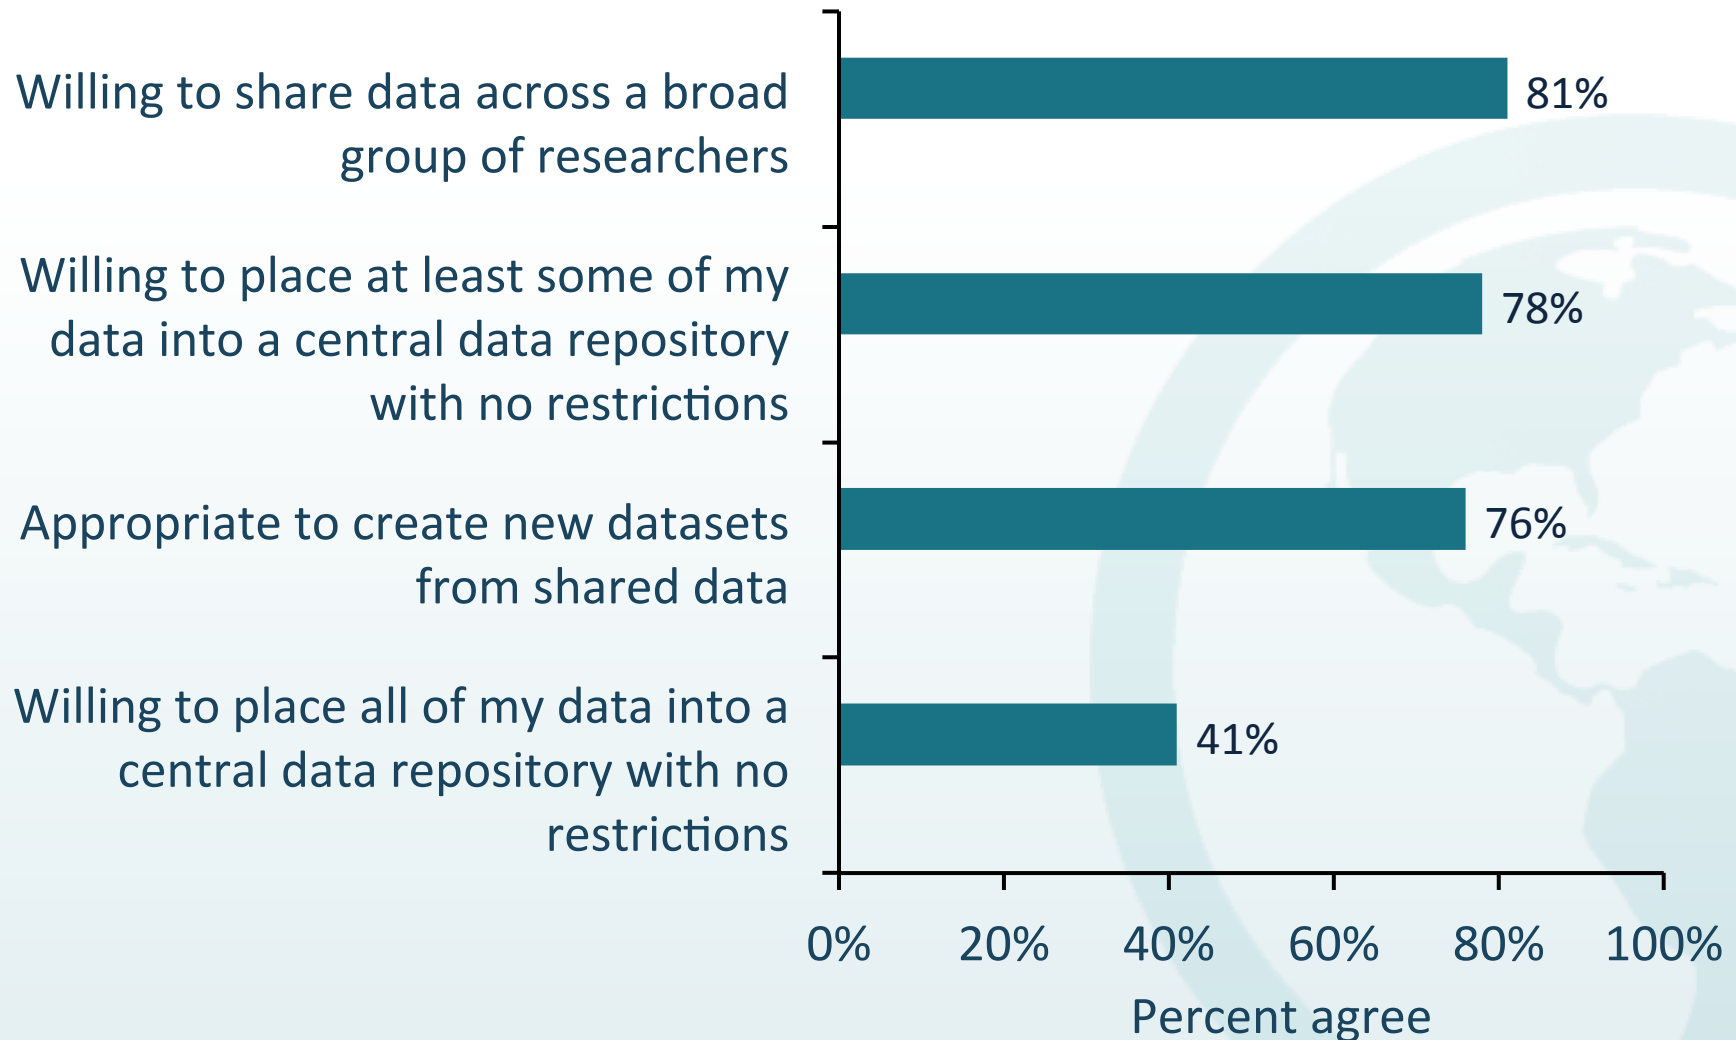 Willing to share data across a broad
group of researchers
81%
Willing to place at least some of my
data into a central data repository
with no restrictions
78%
Appropriate to create new datasets
from shared data
76%
Willing to place all of my data into a
central data repository with no
restrictions
41%
0% 20% 40% 60% 80% 100%
Percent agree